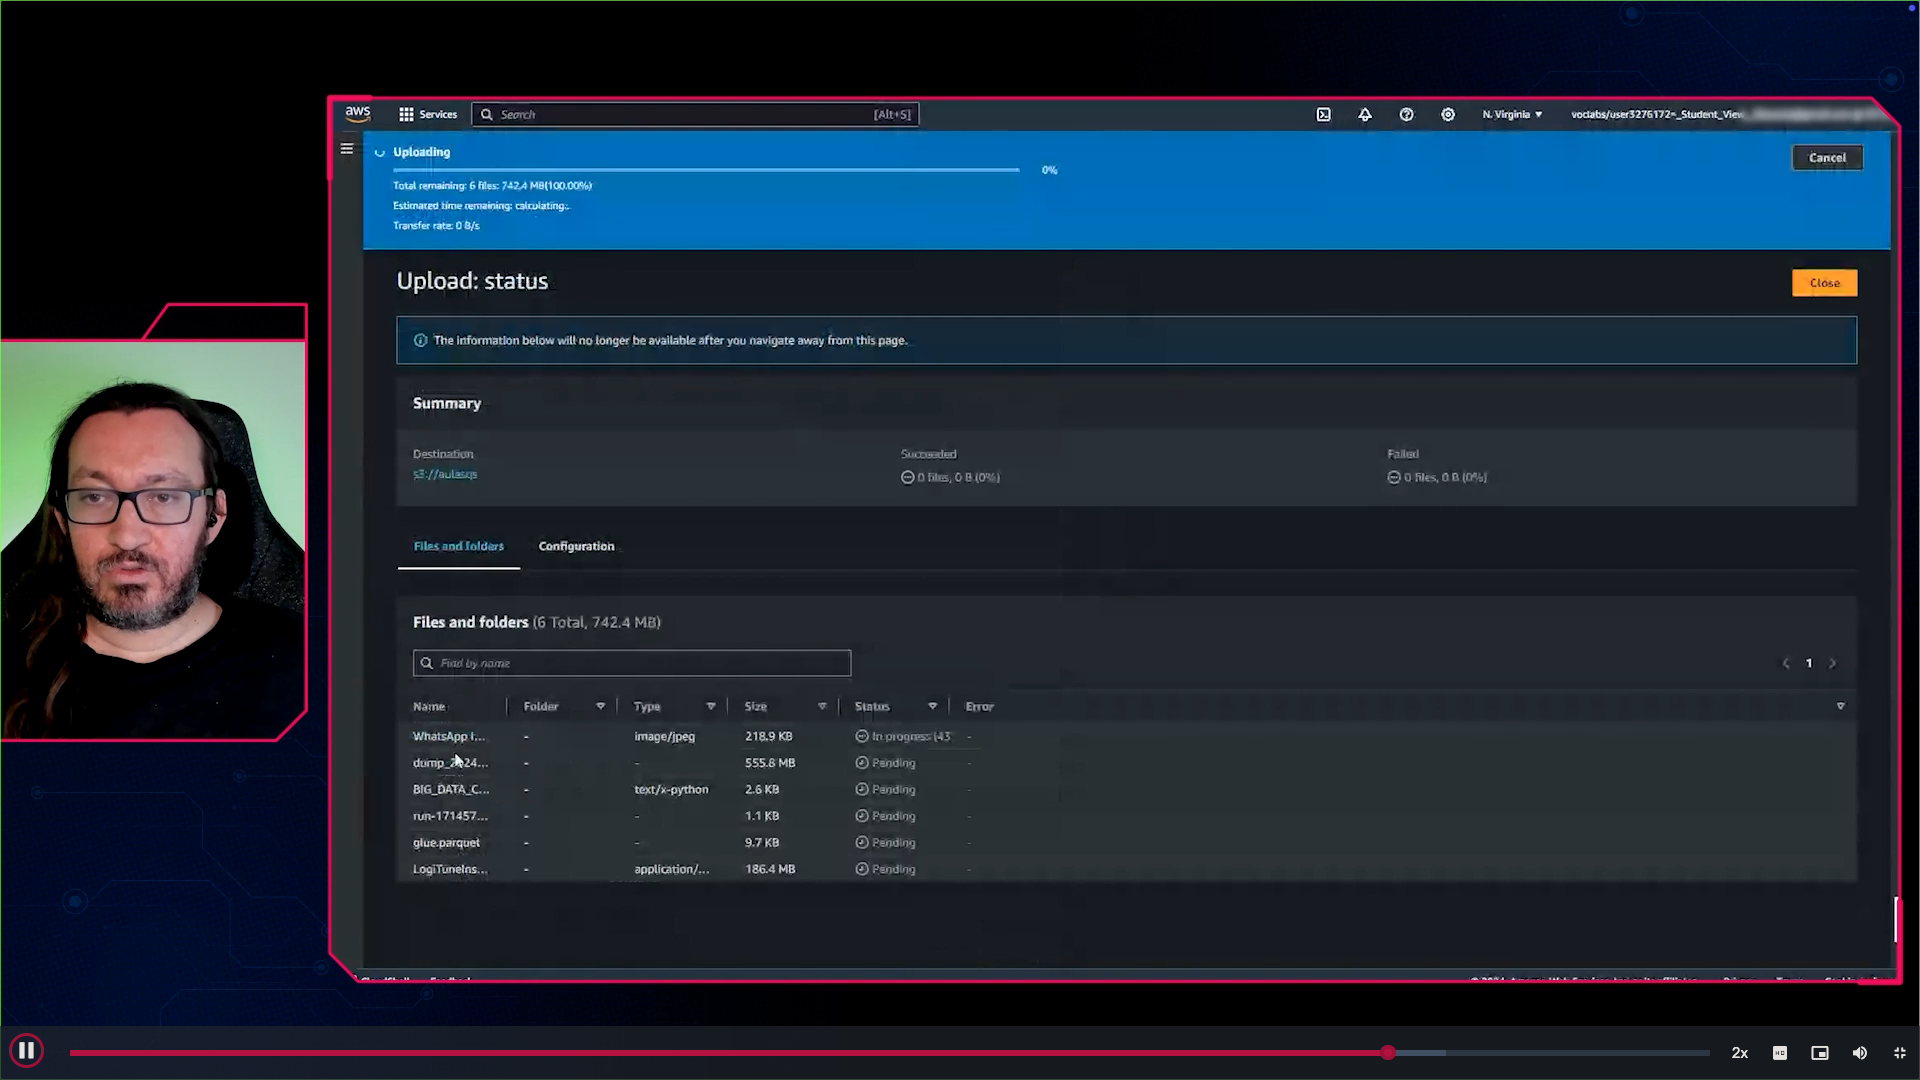 aws
Services
Search
[Alt+S]
N. Virginia
voclabs/user3276172=_Student_View
Uploading
0%
Cancel
Total remaining: 6 files: 742.4 MB(100.00%)
Estimated time remaining: calculating..
Transfer rate: 0 B/s
Upload: status
Close
The information below will no longer be available after you navigate away from this page.
Summary
Destination
Succeeded
Failed
s3://aulasqs
0 files, 0 B (0%)
0 files, 0 B (0%)
Files and folders
Configuration
Files and folders (6 Total, 742.4 MB)
Find by name
1
Name
Folder
Type
Size
Status
Error
WhatsApp I... - image/jpeg 218.9 KB In progress (43 -
dump_2024... - - 555.8 MB Pending -
BIG_DATA_C... - text/x-python 2.6 KB Pending -
run-171457... - - 1.1 KB Pending -
glue.parquet - - 9.7 KB Pending -
LogiTuneIns... - application/... 186.4 MB Pending -
2x